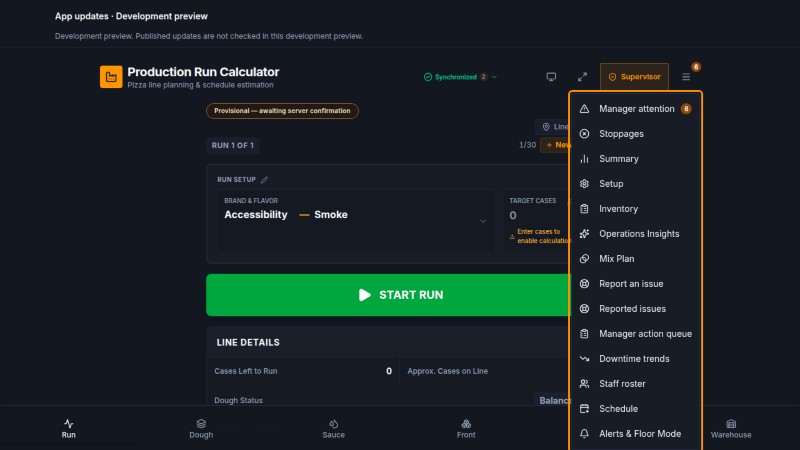 App updates · Development preview
Development preview. Published updates are not checked in this development preview.
Production Run Calculator
Pizza line planning & schedule estimation
Synchronized 2
Supervisor
6
Provisional — awaiting server confirmation
Line
RUN 1 OF 1
1/30
+ New
RUN SETUP
BRAND & FLAVOR
Accessibility — Smoke
TARGET CASES
0
Enter cases to
enable calculation
START RUN
LINE DETAILS
Cases Left to Run
0
Approx. Cases on Line
Dough Status
Balanc
Manager attention 6
Stoppages
Summary
Setup
Inventory
Operations Insights
Mix Plan
Report an issue
Reported issues
Manager action queue
Downtime trends
Staff roster
Schedule
Alerts & Floor Mode
Run
Dough
Sauce
Front
Warehouse